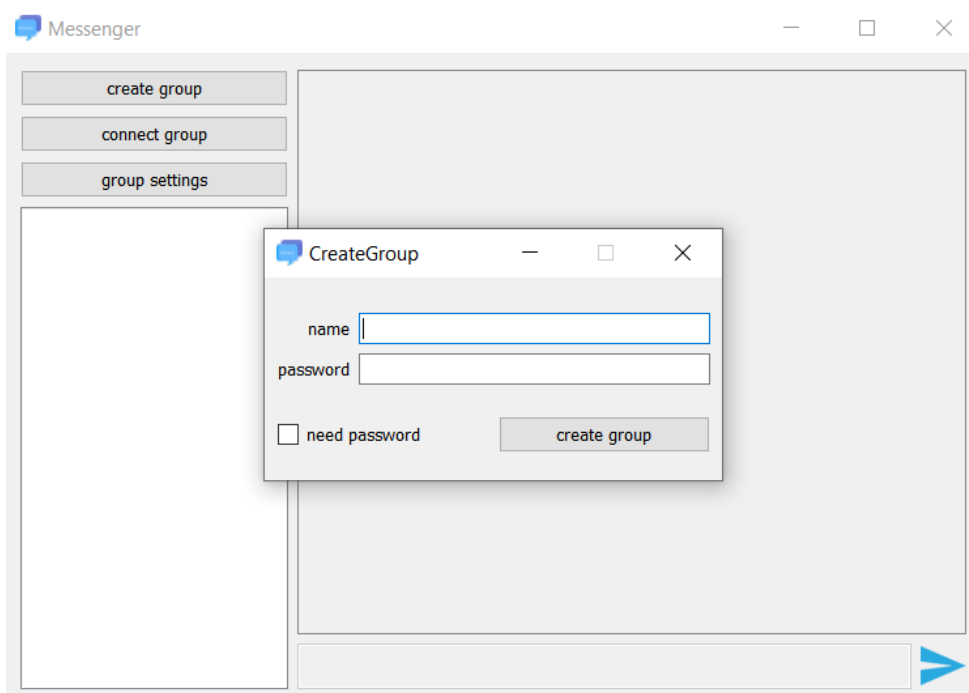 Messenger
create group
connect group
group settings
CreateGroup
name
password
need password
create group